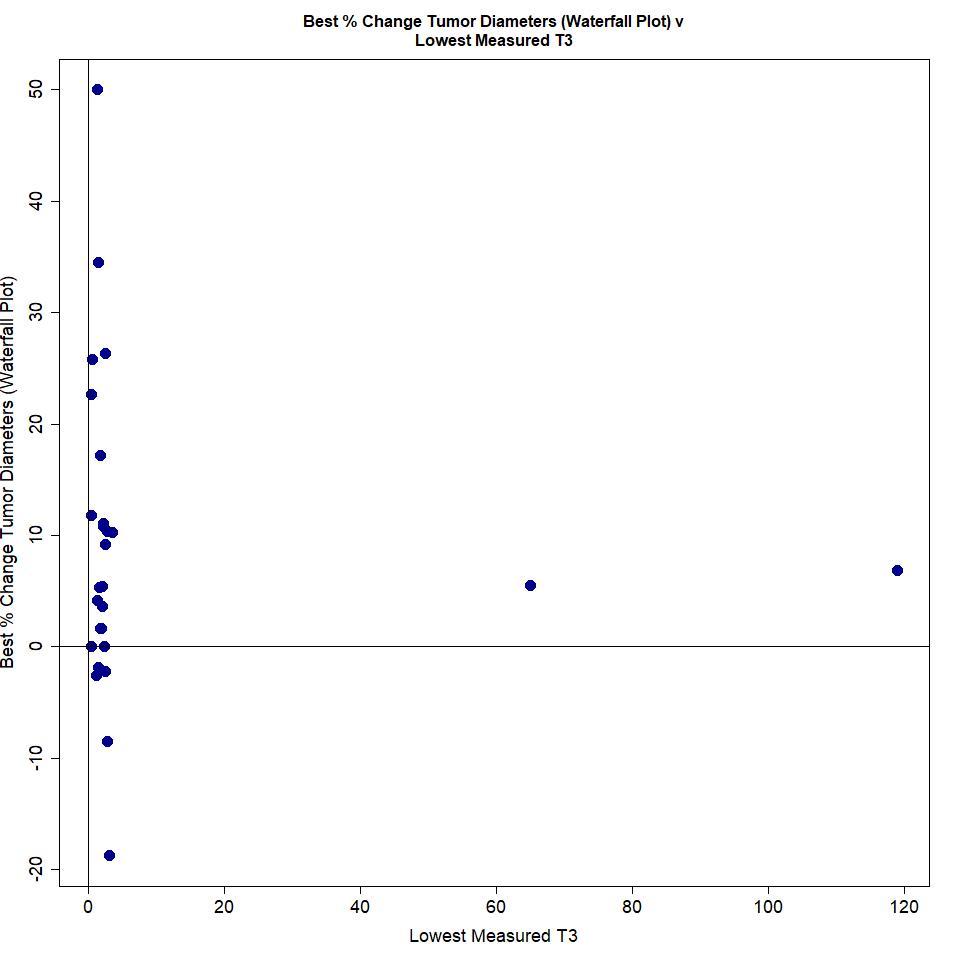 Best % Change Tumor Diameters (Waterfall Plot) v
Lowest Measured T3
Best % Change Tumor Diameters (Waterfall Plot)
50
40
30
20
10
0
-10
-20
0 20 40 60 80 100 120
Lowest Measured T3